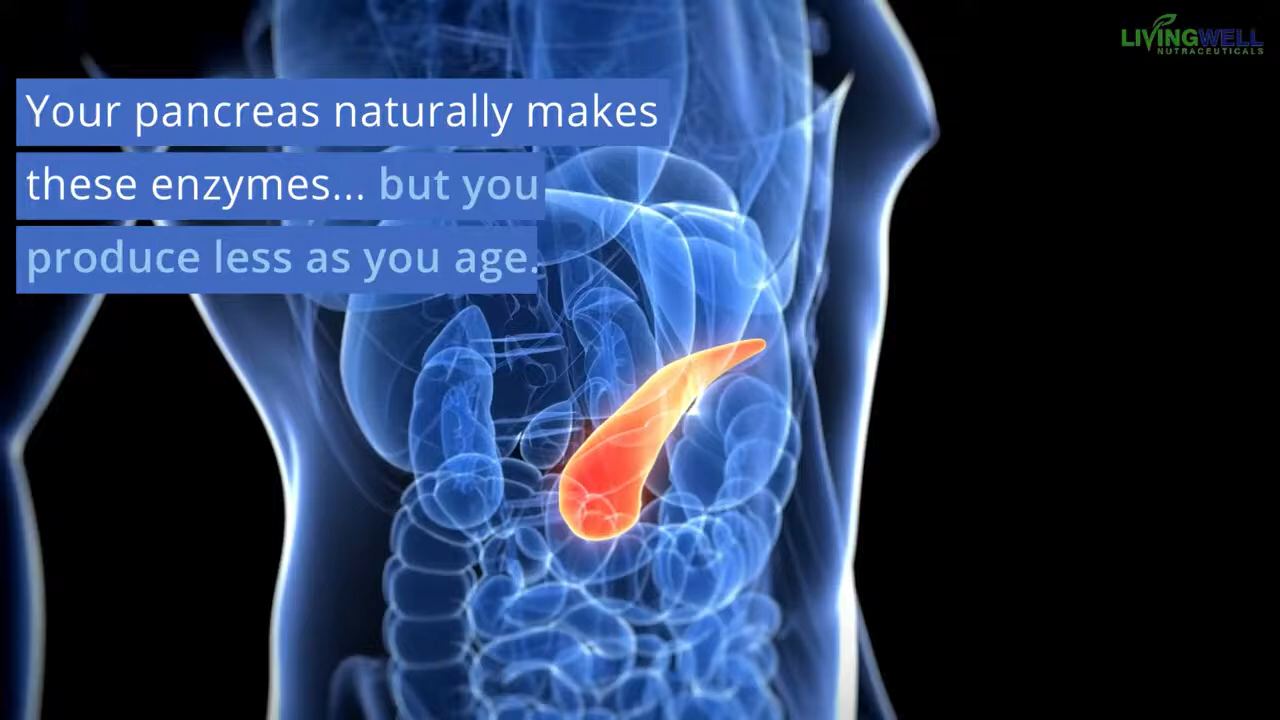 LIVINGWELL
NUTRACEUTICALS
Your pancreas naturally makes
these enzymes... but you
produce less as you age.